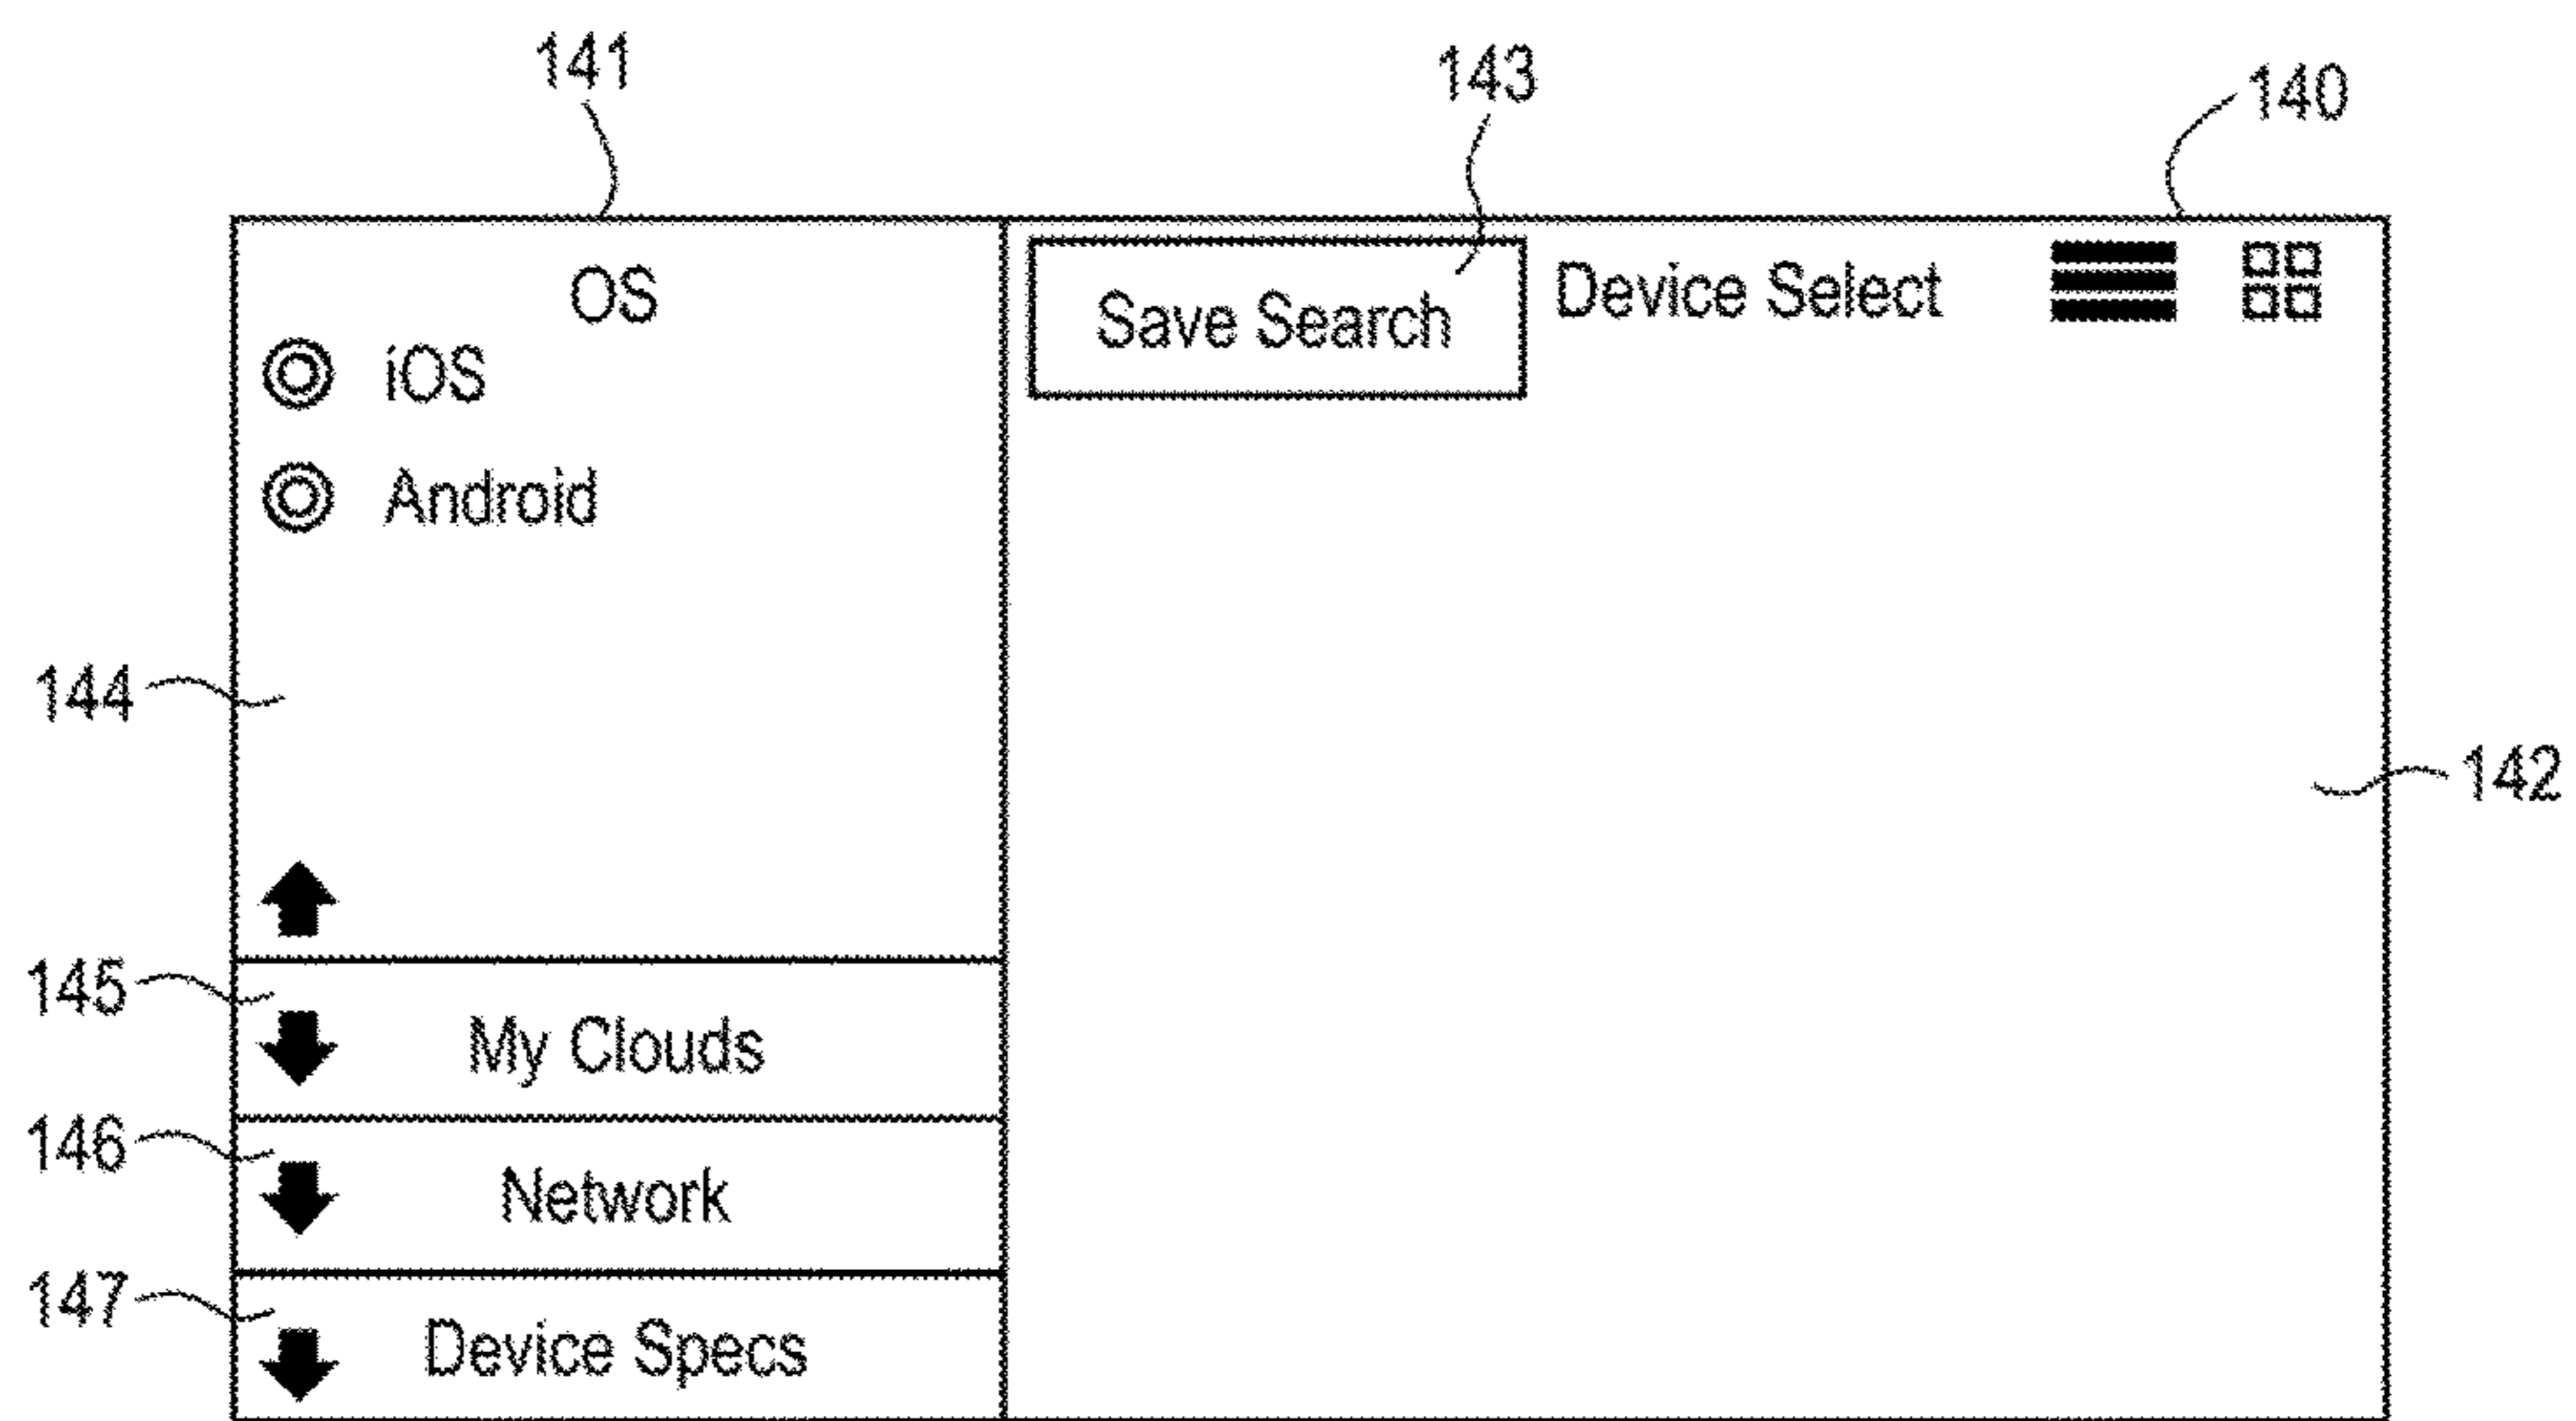 141
143
140
OS
iOS
Android
Save Search
Device Select
144
142
145
My Clouds
146
Network
147
Device Specs